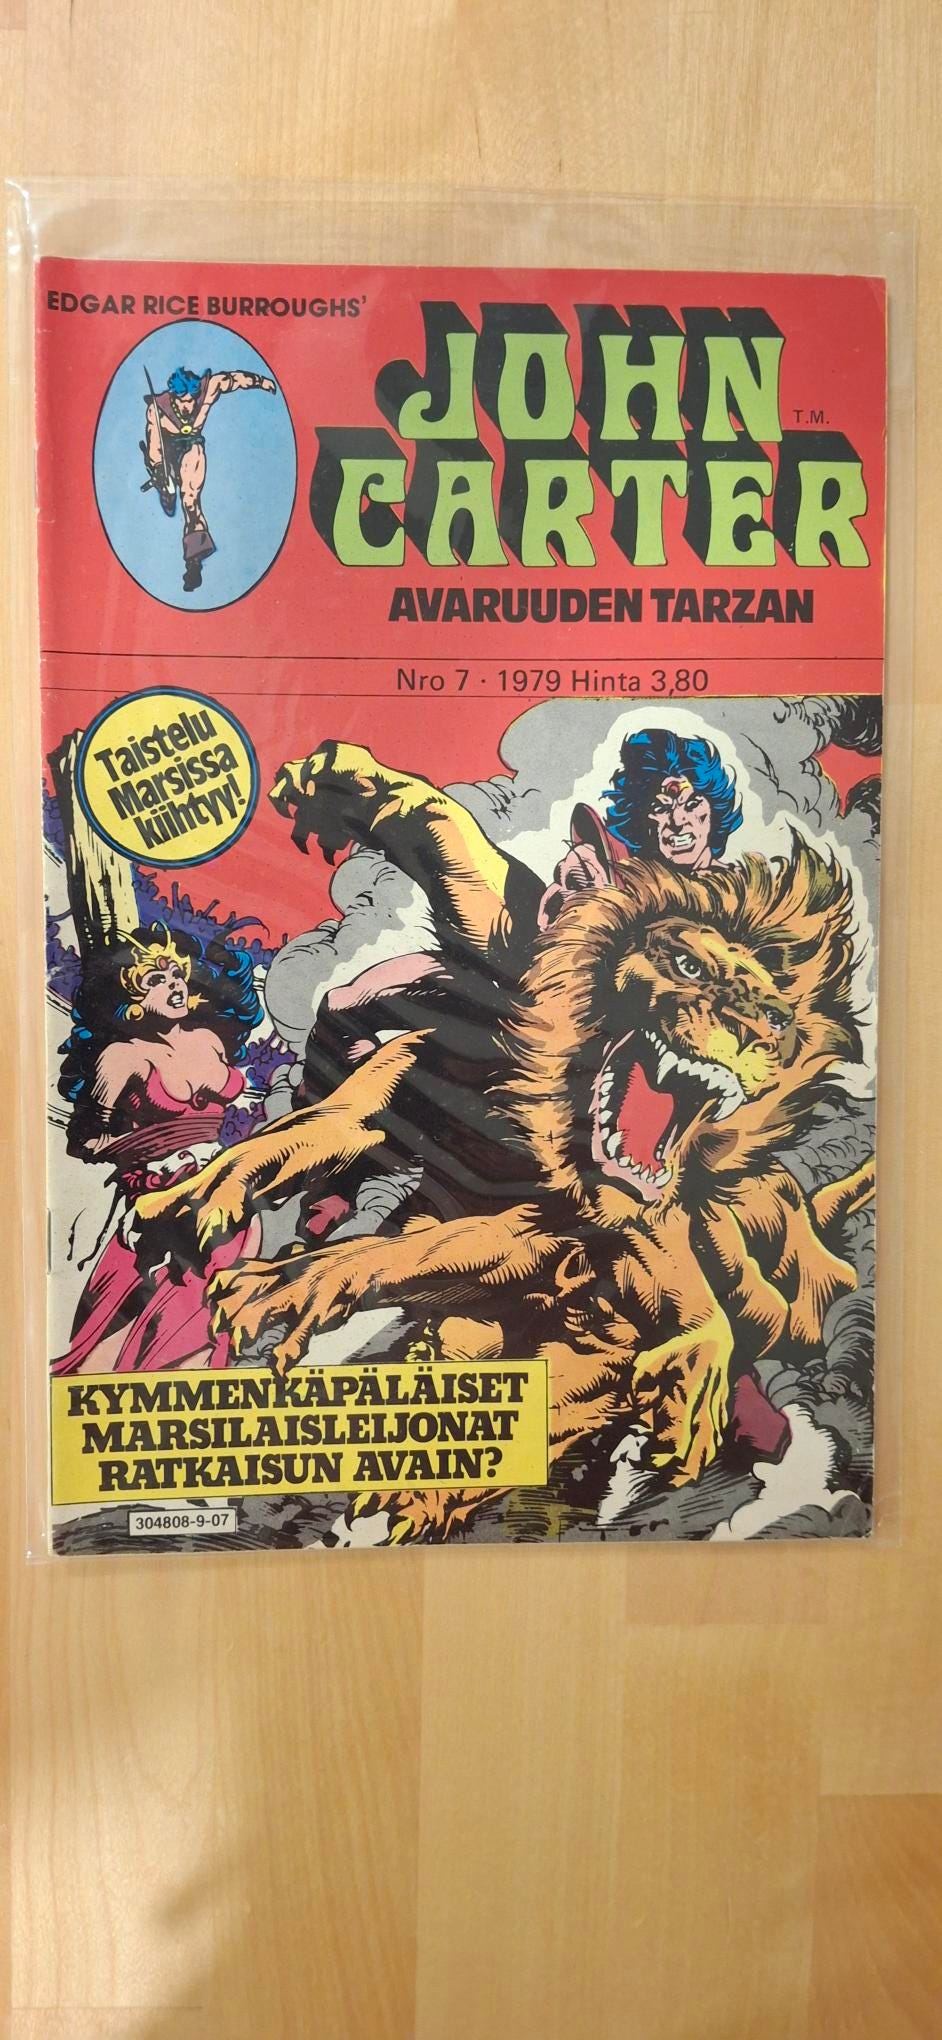 EDGAR RICE BURROUGHS'
JOHN
T.M.
CARTER
AVARUUDEN TARZAN
Nro 7 · 1979 Hinta 3,80
Taistelu
Marsissa
kiihtyy!
KYMMENKÄPÄLÄISET
MARSILAISLEIJONAT
RATKAISUN AVAIN?
304808-9-07